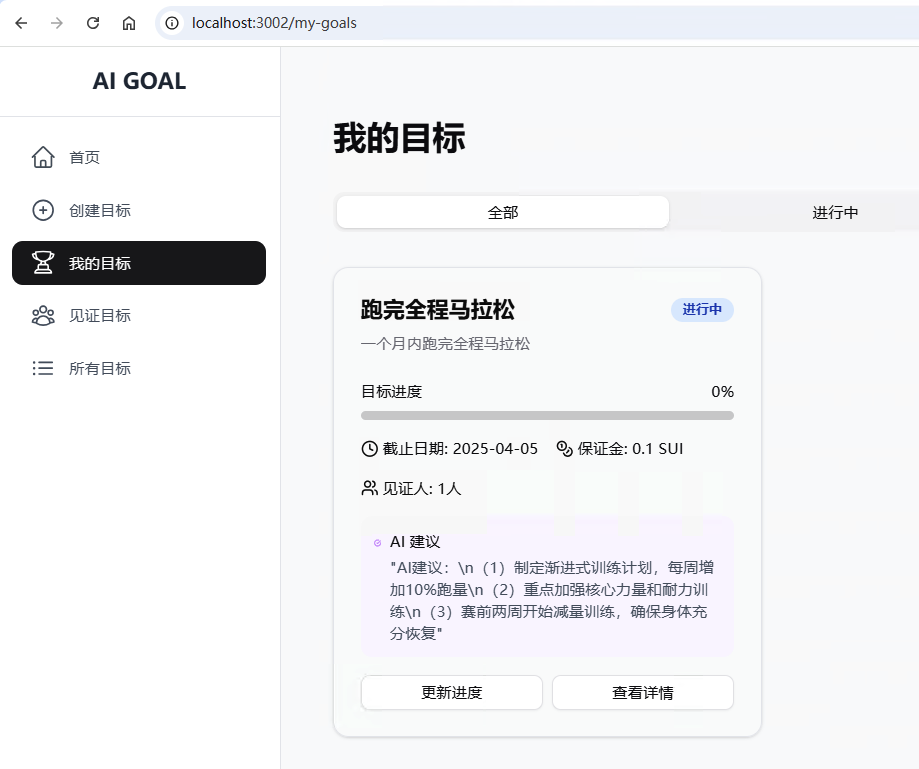 localhost:3002/my-goals
AI GOAL
首页
创建目标
我的目标
见证目标
所有目标
我的目标
全部
进行中
跑完全程马拉松
进行中
一个月内跑完全程马拉松
目标进度
0%
截止日期: 2025-04-05
保证金: 0.1 SUI
见证人: 1人
AI 建议
"AI建议：\n（1）制定渐进式训练计划，每周增
加10%跑量\n（2）重点加强核心力量和耐力训
练\n（3）赛前两周开始减量训练，确保身体充
分恢复"
更新进度
查看详情